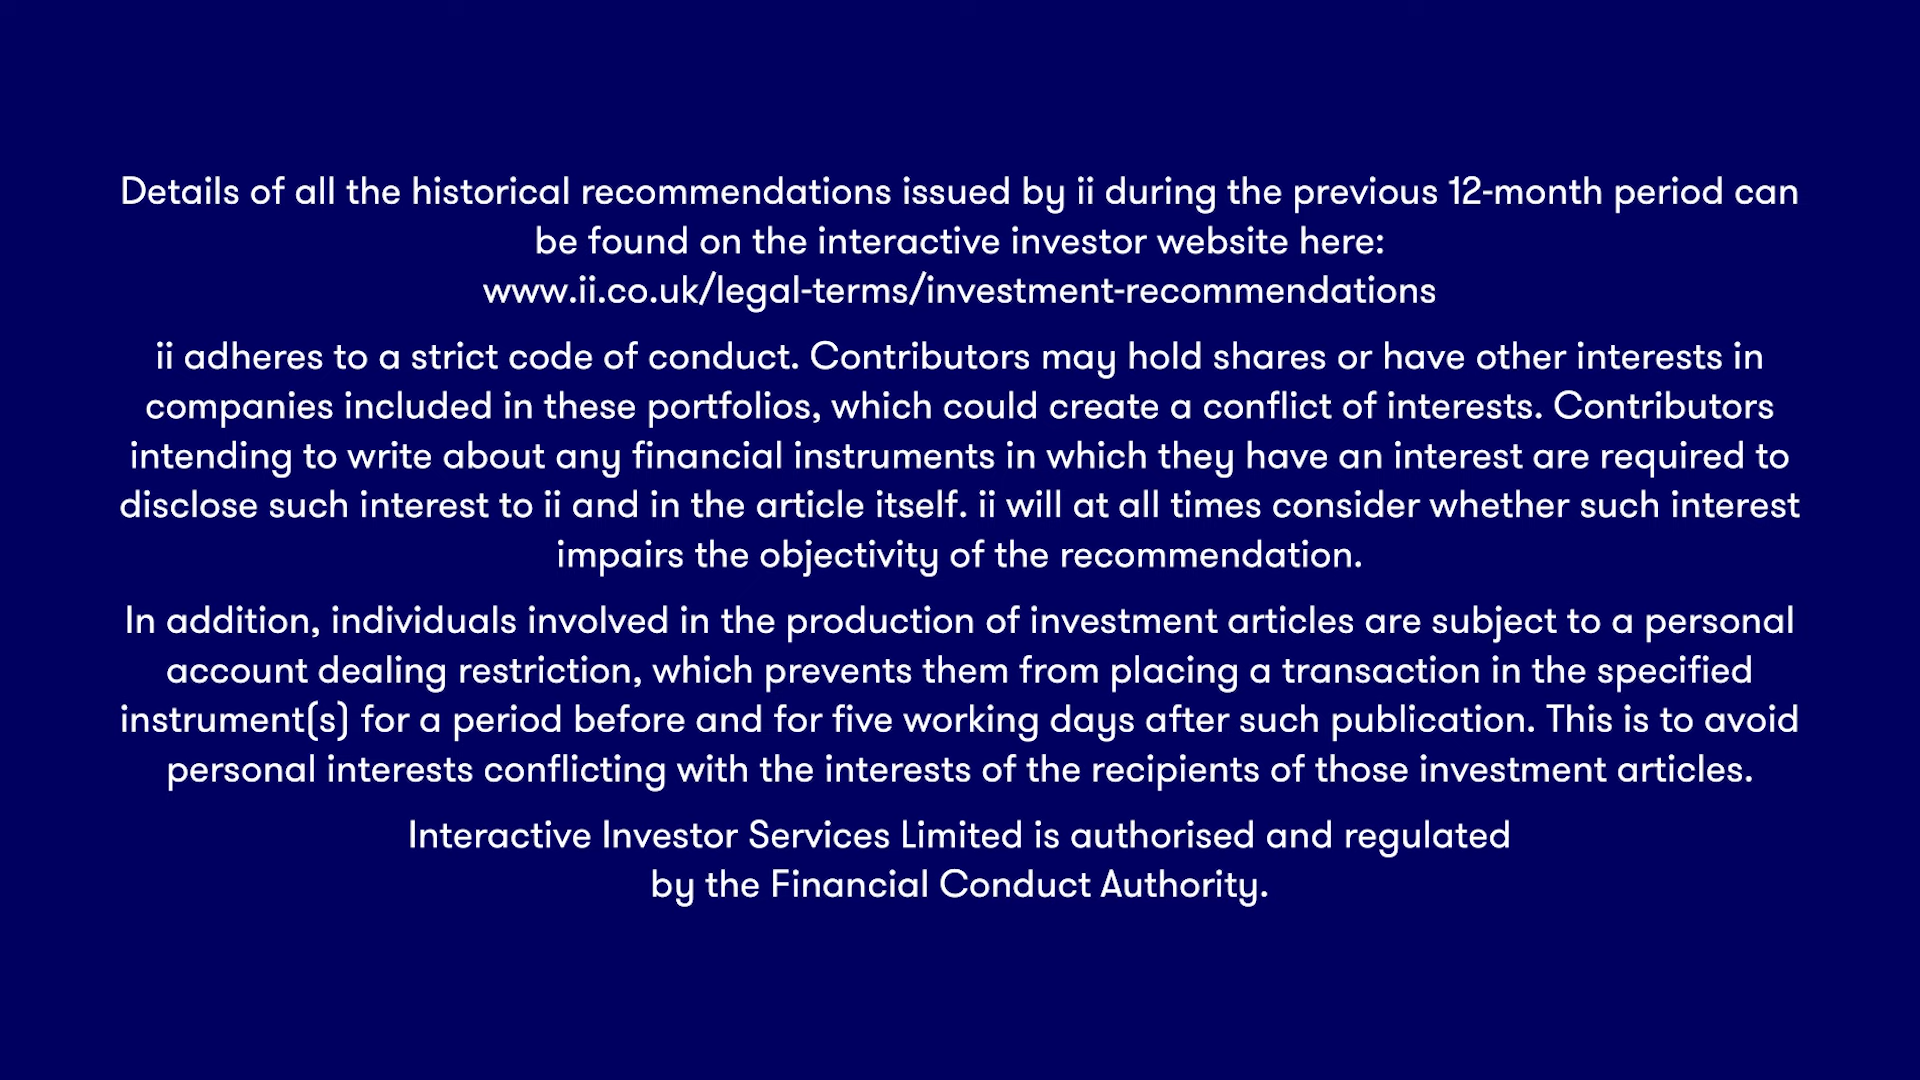 Details of all the historical recommendations issued by ii during the previous 12-month period can
be found on the interactive investor website here:
www.ii.co.uk/legal-terms/investment-recommendations
ii adheres to a strict code of conduct. Contributors may hold shares or have other interests in
companies included in these portfolios, which could create a conflict of interests. Contributors
intending to write about any financial instruments in which they have an interest are required to
disclose such interest to ii and in the article itself. ii will at all times consider whether such interest
impairs the objectivity of the recommendation.
In addition, individuals involved in the production of investment articles are subject to a personal
account dealing restriction, which prevents them from placing a transaction in the specified
instrument(s) for a period before and for five working days after such publication. This is to avoid
personal interests conflicting with the interests of the recipients of those investment articles.
Interactive Investor Services Limited is authorised and regulated
by the Financial Conduct Authority.